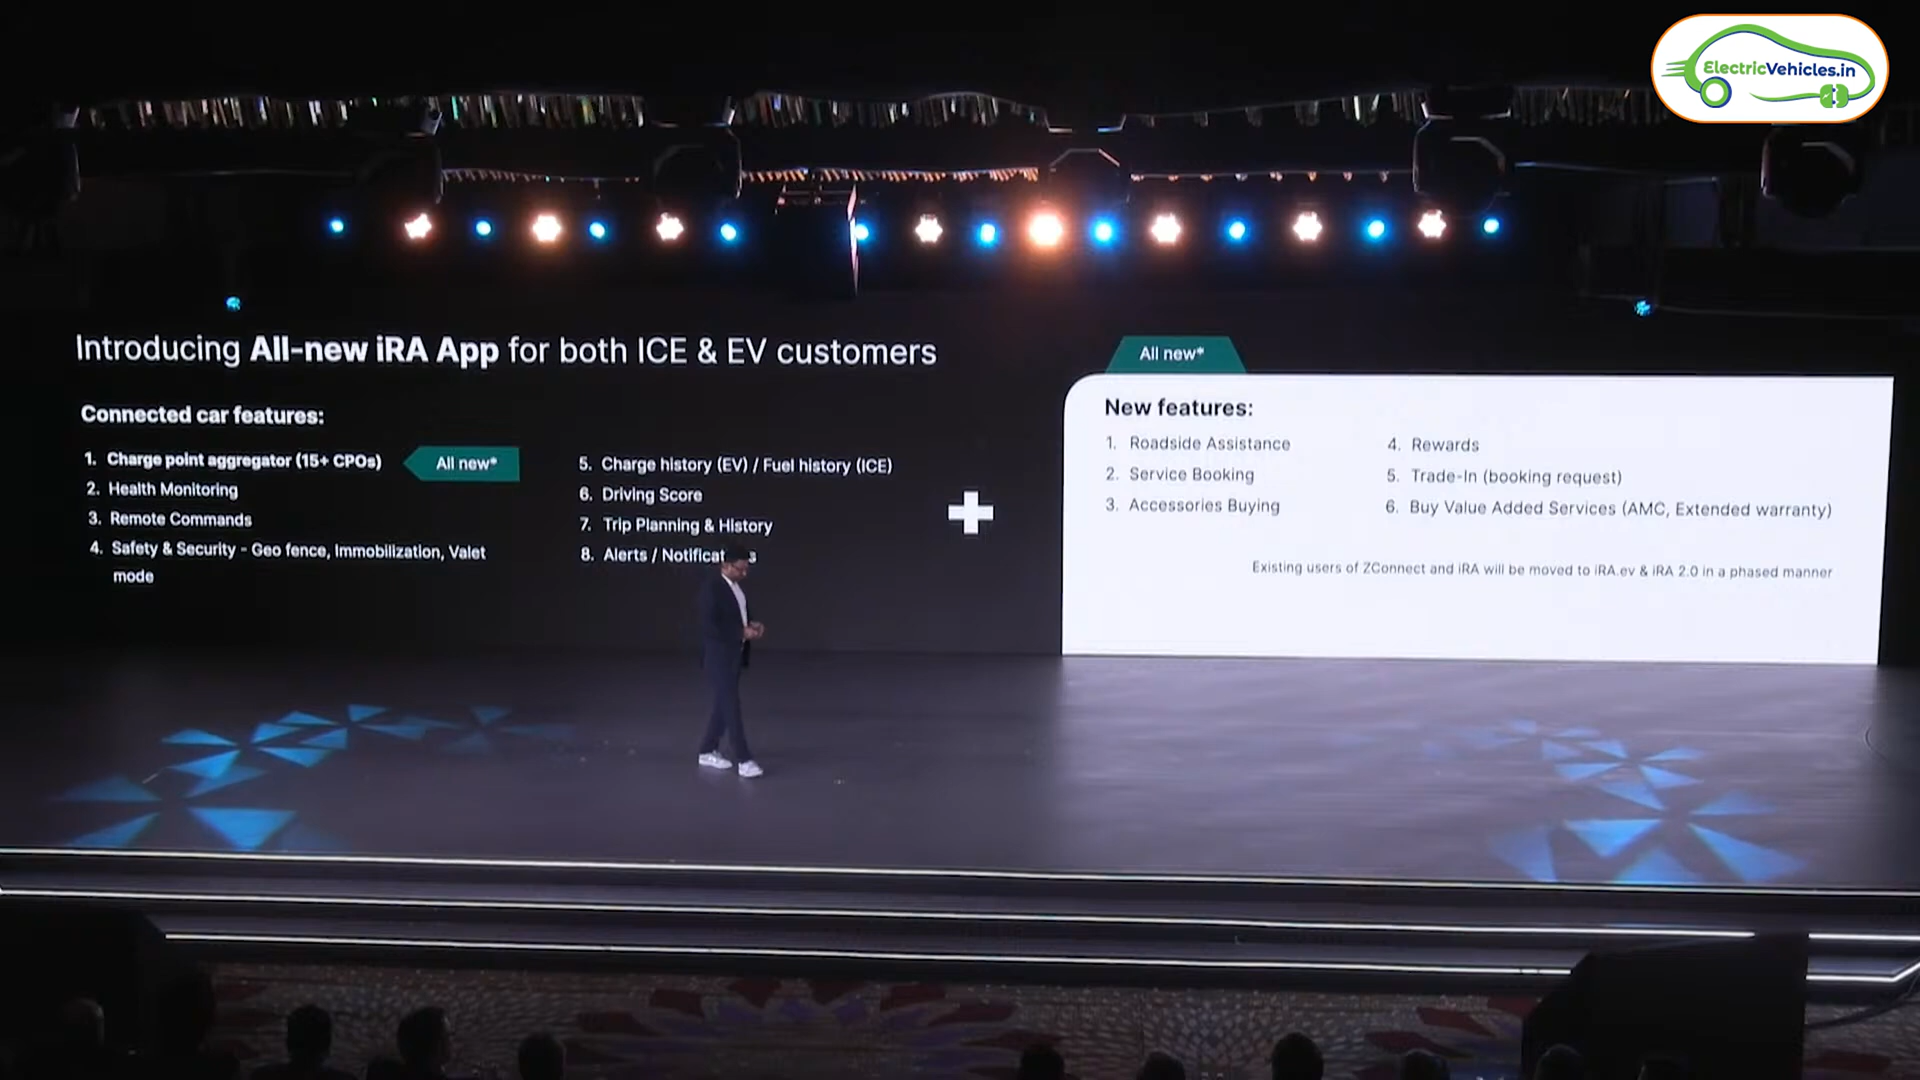 ElectricVehicles.in
Introducing All-new iRA App for both ICE & EV customers
Connected car features:
1. Charge point aggregator (15+ CPOs)
All new*
2. Health Monitoring
3. Remote Commands
4. Safety & Security - Geo fence, Immobilization, Valet
mode
5. Charge history (EV) / Fuel history (ICE)
6. Driving Score
7. Trip Planning & History
8. Alerts /
All new*
New features:
1. Roadside Assistance
2. Service Booking
3. Accessories Buying
4. Rewards
5. Trade-In (booking request)
6. Buy Value Added Services (AMC, Extended warranty)
Existing users of ZConnect and iRA will be moved to iRA.ev & iRA 2.0 in a phased manner